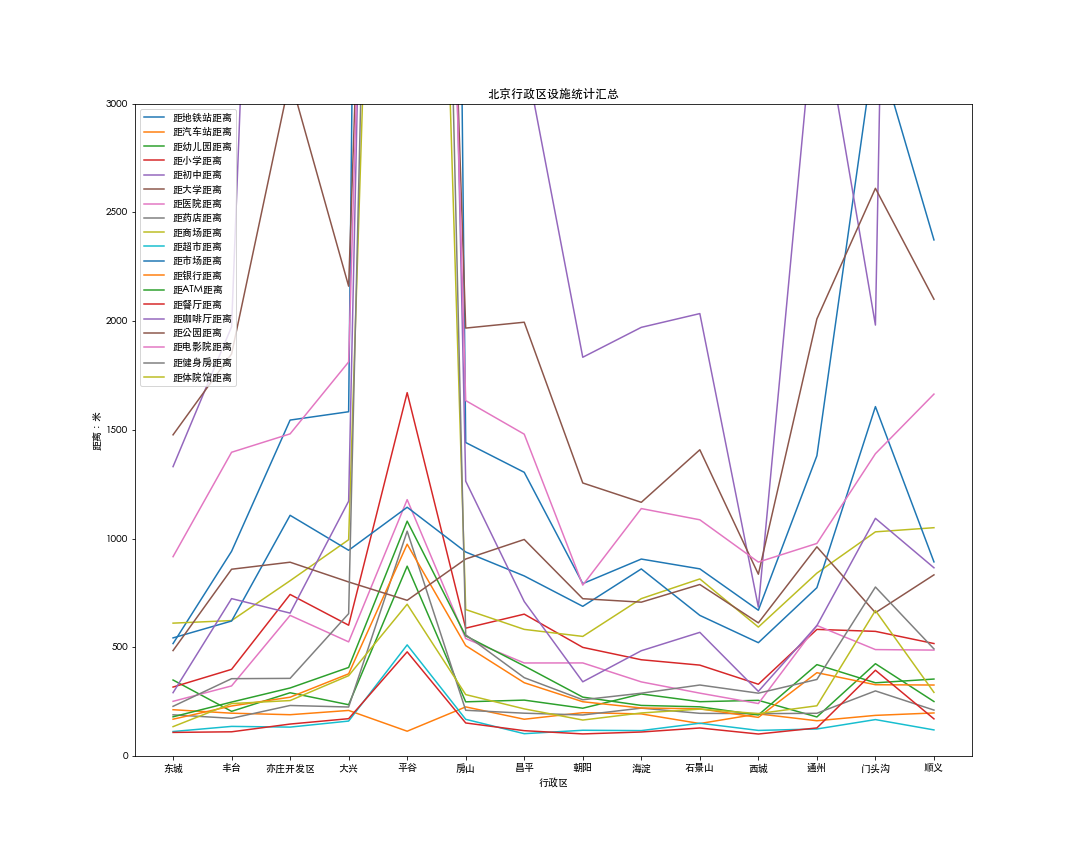 北京行政区设施统计汇总
3000
2500
2000
1500
1000
500
0
距离：米
距地铁站距离
距汽车站距离
距幼儿园距离
距小学距离
距初中距离
距大学距离
距医院距离
距药店距离
距商场距离
距超市距离
距市场距离
距银行距离
距ATM距离
距餐厅距离
距咖啡厅距离
距公园距离
距电影院距离
距健身房距离
距体院馆距离
东城 丰台 亦庄开发区 大兴 平谷 房山 昌平 朝阳 海淀 石景山 西城 通州 门头沟 顺义
行政区